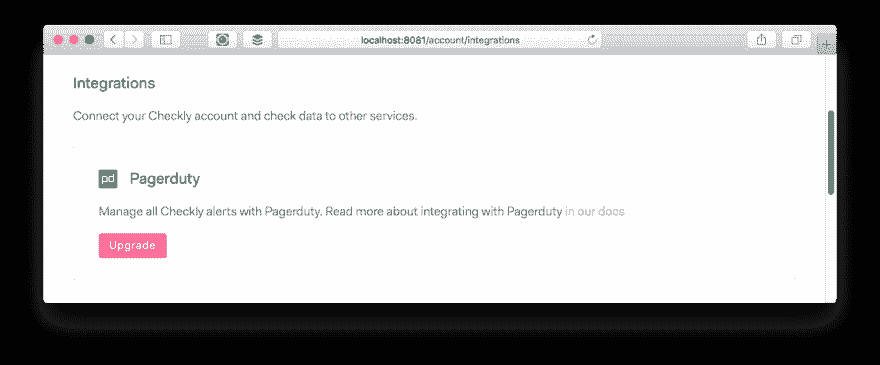 localhost:8081/account/integrations
Integrations
Connect your Checkly account and check data to other services.
pd Pagerduty
Manage all Checkly alerts with Pagerduty. Read more about integrating with Pagerduty in our docs
Upgrade